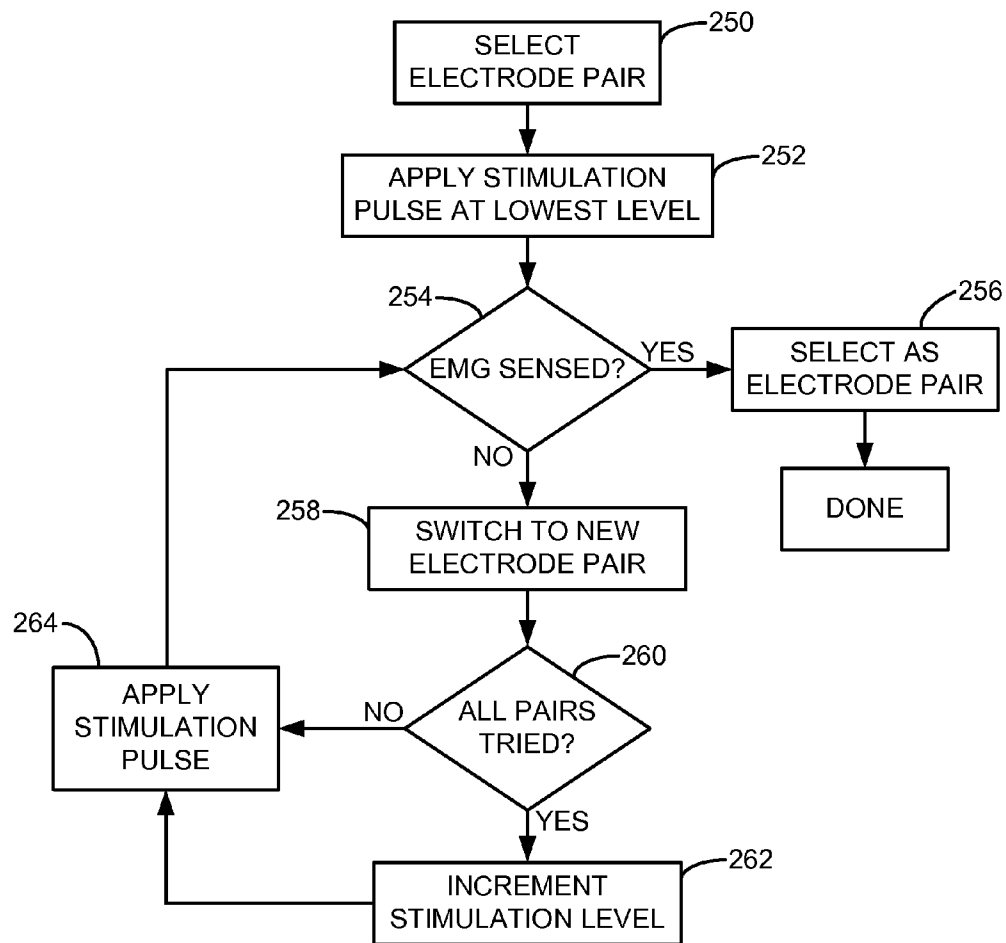 250
SELECT
ELECTRODE PAIR
252
APPLY STIMULATION
PULSE AT LOWEST LEVEL
254
EMG SENSED?
YES
256
SELECT AS
ELECTRODE PAIR
NO
DONE
258
SWITCH TO NEW
ELECTRODE PAIR
264
APPLY
STIMULATION
PULSE
NO
260
ALL PAIRS
TRIED?
YES
262
INCREMENT
STIMULATION LEVEL